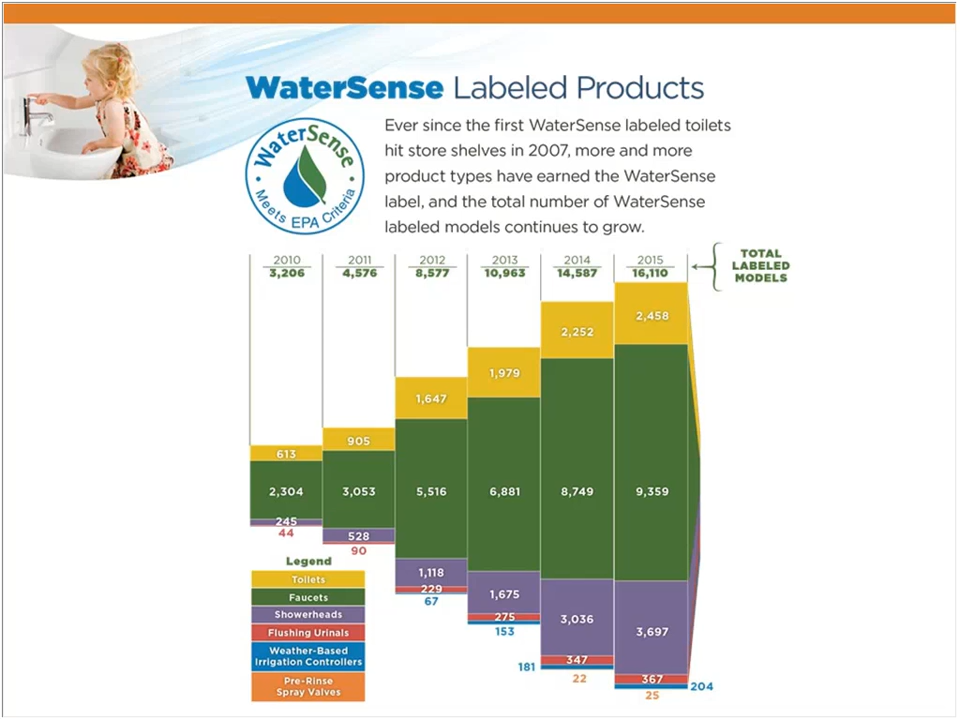 WaterSense Labeled Products
WaterSense
Meets EPA Criteria
Ever since the first WaterSense labeled toilets
hit store shelves in 2007, more and more
product types have earned the WaterSense
label, and the total number of WaterSense
labeled models continues to grow.
2010 2011 2012 2013 2014 2015
3,206 4,576 8,577 10,963 14,587 16,110
TOTAL
LABELED
MODELS
613 905 1,647 1,979 2,252 2,458
2,304 3,053 5,516 6,881 8,749 9,359
245 528 1,118 1,675 3,036 3,697
44 90 229 275 347 367
67 153 181 204
22 25
Legend
Toilets
Faucets
Showerheads
Flushing Urinals
Weather-Based
Irrigation Controllers
Pre-Rinse
Spray Valves